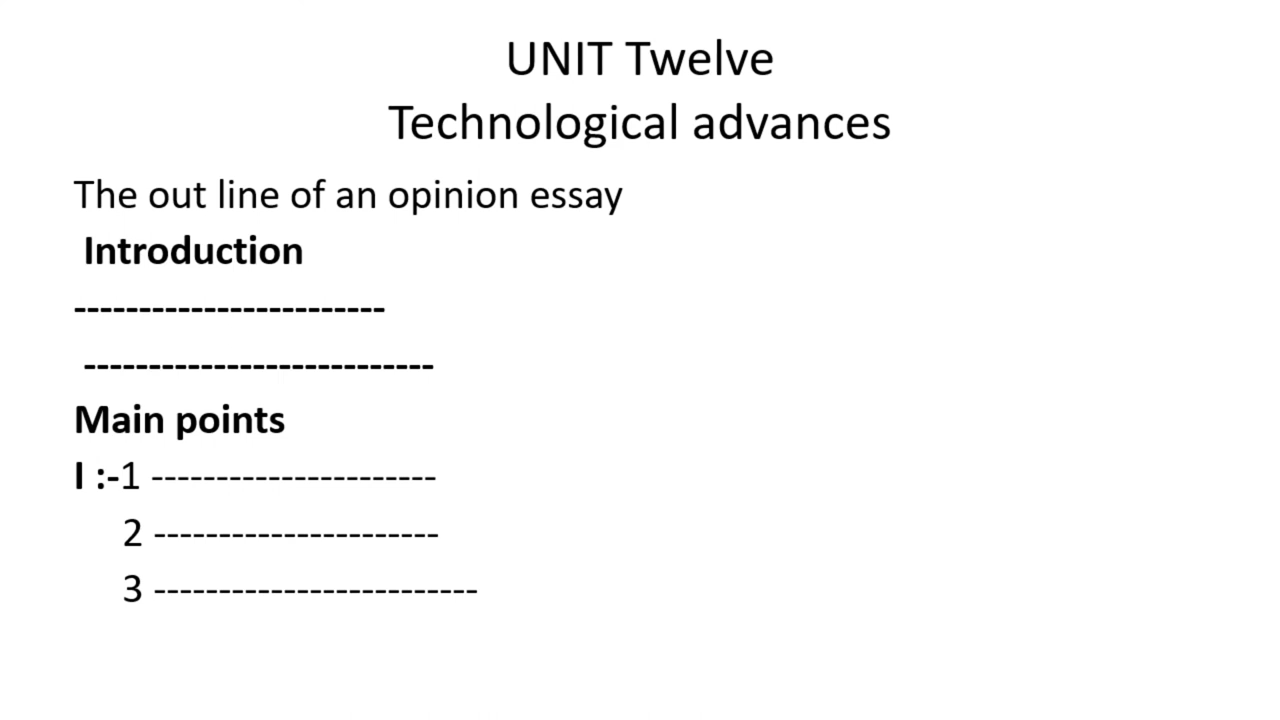 UNIT Twelve
Technological advances
The out line of an opinion essay
Introduction
------------------------
---------------------------
Main points
I :-1 ----------------------
2 ----------------------
3 -------------------------